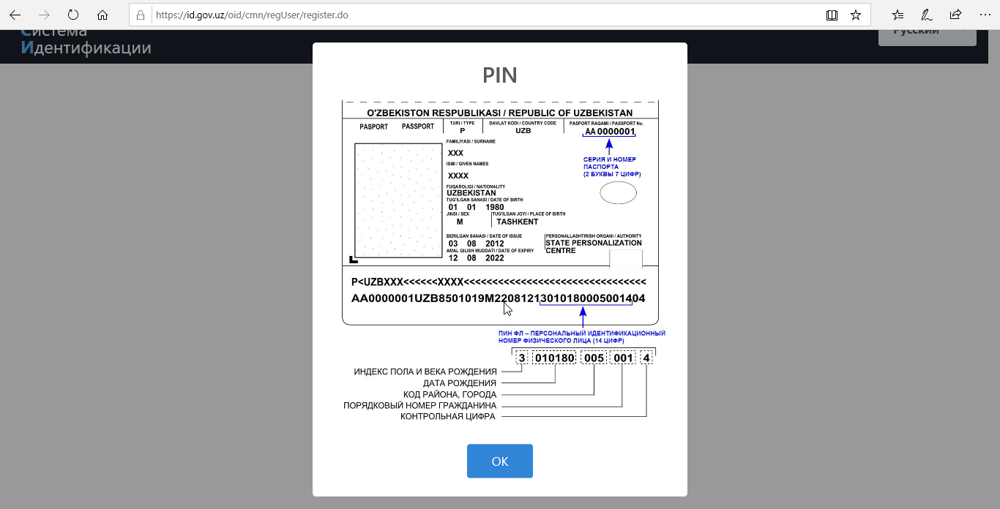 https://id.gov.uz/oid/cmn/regUser/register.do
Система
Идентификации
Русский
PIN
O'ZBEKISTON RESPUBLIKASI / REPUBLIC OF UZBEKISTAN
PASPORT PASSPORT
TURI / TYPE
P
DAVLAT KODI / COUNTRY CODE
UZB
PASPORT RAQAMI / PASSPORT No.
AA 0000001
СЕРИЯ И НОМЕР
ПАСПОРТА
(2 БУКВЫ 7 ЦИФР)
FAMILIYASI / SURNAME
XXX
ISMI / GIVEN NAMES
XXXX
FUQAROLIGI / NATIONALITY
UZBEKISTAN
TUG'ILGAN SANASI / DATE OF BIRTH
01 01 1980
JINSI / SEX
M
TUG'ILGAN JOYI / PLACE OF BIRTH
TASHKENT
BERILGAN SANASI / DATE OF ISSUE
03 08 2012
AMAL QILISH MUDDATI / DATE OF EXPIRY
12 08 2022
PERSONALLASHTIRISH ORGANI / AUTHORITY
STATE PERSONALIZATION
CENTRE
P<UZBXXX<<<<<<XXXX<<<<<<<<<<<<<<<<<<<<<<<<<<<<<<<
AA0000001UZB8501019M22081213010180005001404
ПИН ФЛ – ПЕРСОНАЛЬНЫЙ ИДЕНТИФИКАЦИОННЫЙ
НОМЕР ФИЗИЧЕСКОГО ЛИЦА (14 ЦИФР)
3 010180 005 001 4
ИНДЕКС ПОЛА И ВЕКА РОЖДЕНИЯ
ДАТА РОЖДЕНИЯ
КОД РАЙОНА, ГОРОДА
ПОРЯДКОВЫЙ НОМЕР ГРАЖДАНИНА
КОНТРОЛЬНАЯ ЦИФРА
OK